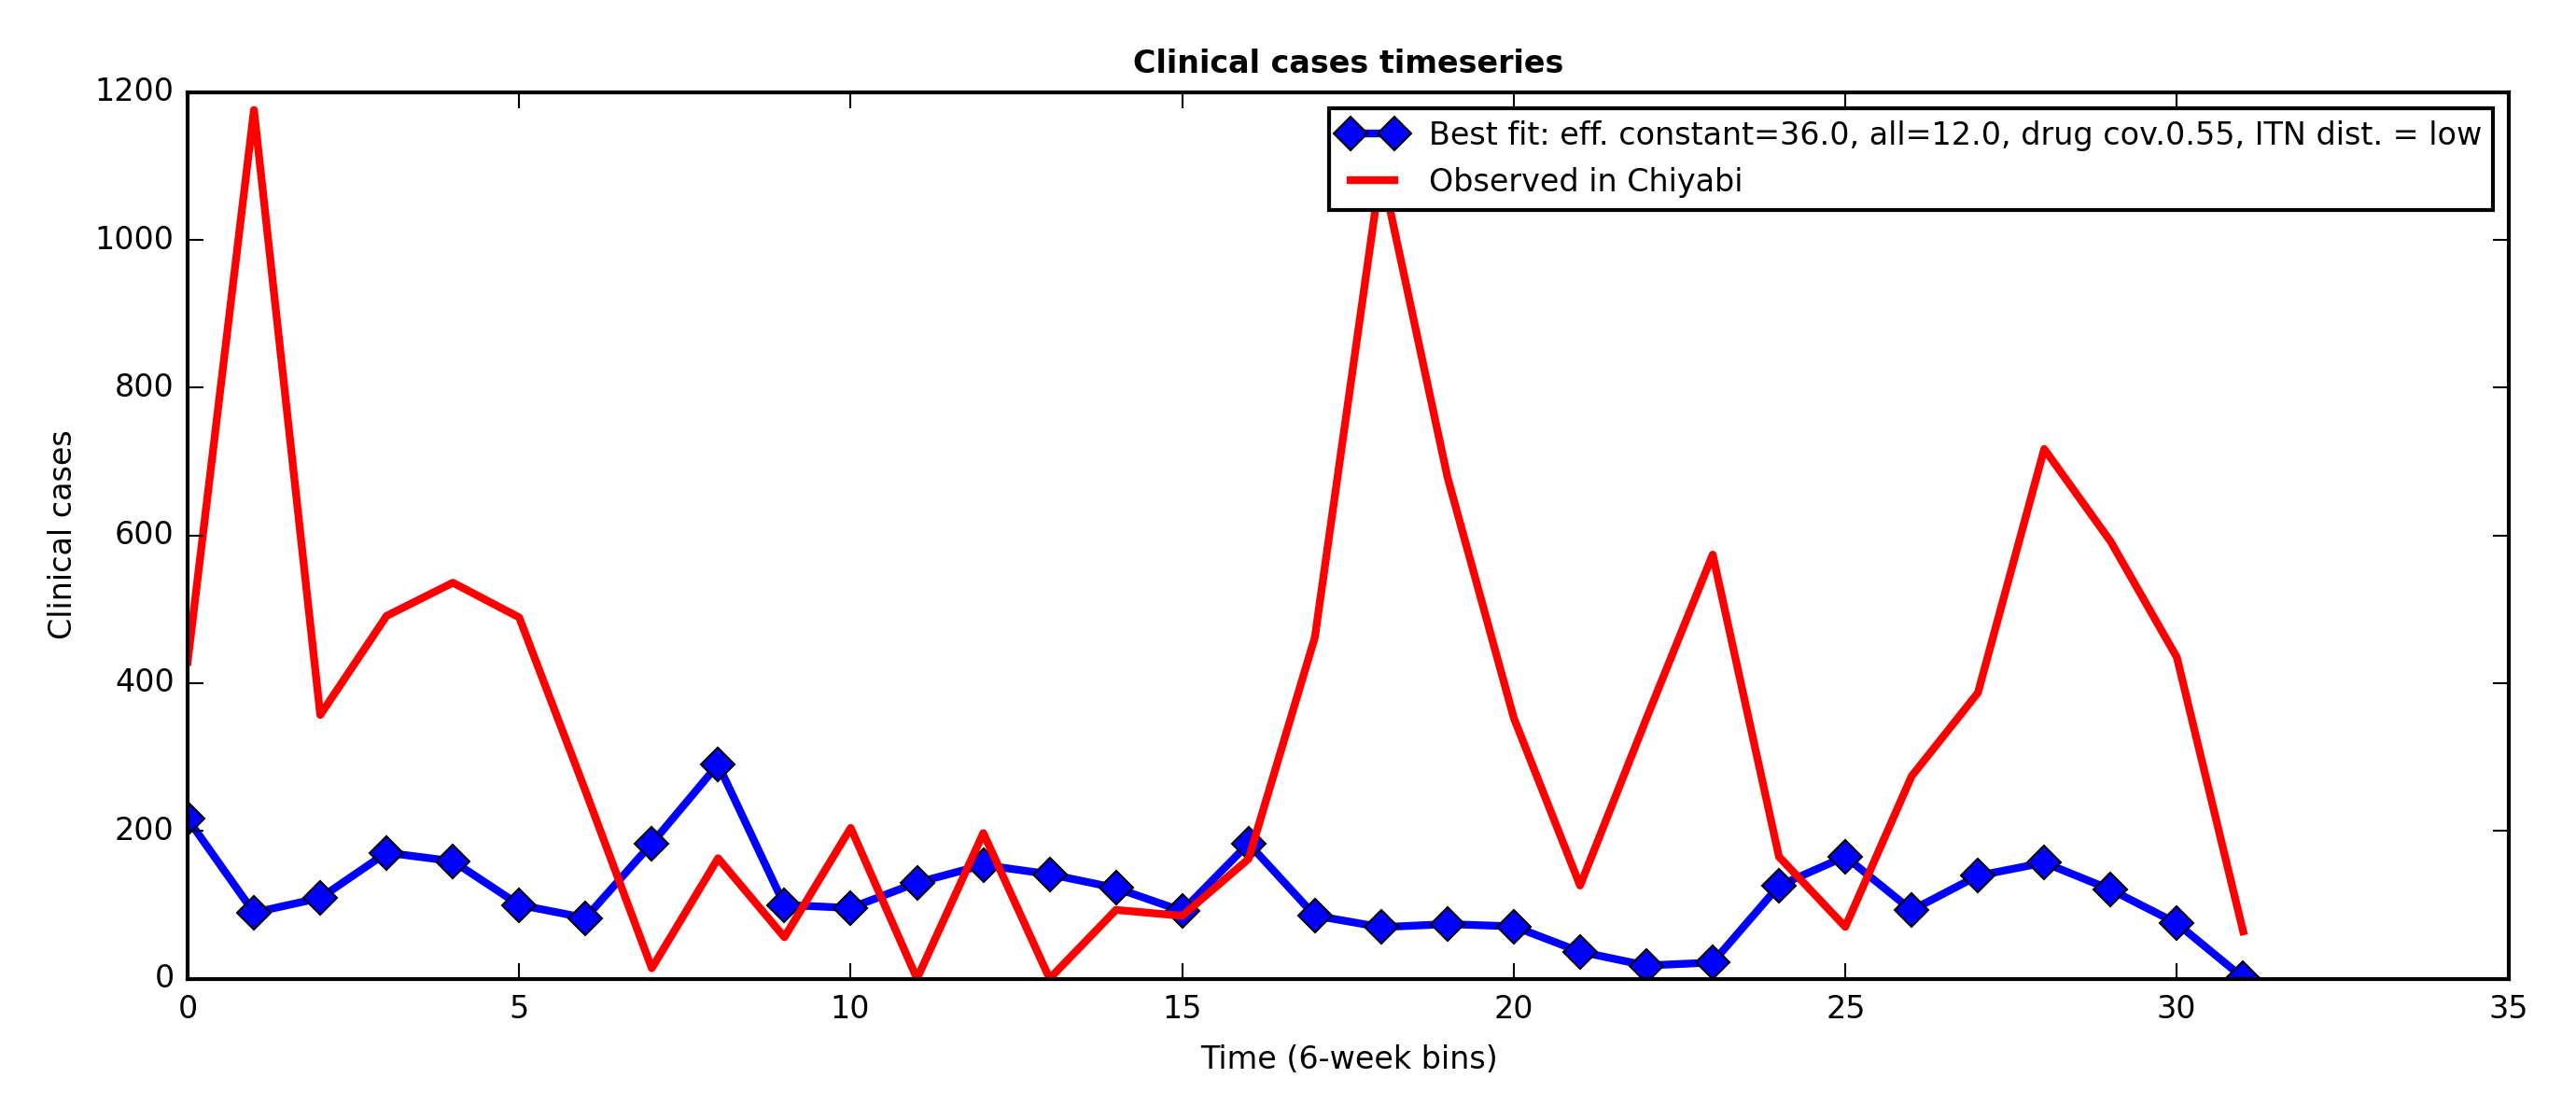 Clinical cases timeseries
1200
1000
800
600
400
200
0
Clinical cases
Best fit: eff. constant=36.0, all=12.0, drug cov.0.55, ITN dist. = low
Observed in Chiyabi
0 5 10 15 20 25 30 35
Time (6-week bins)